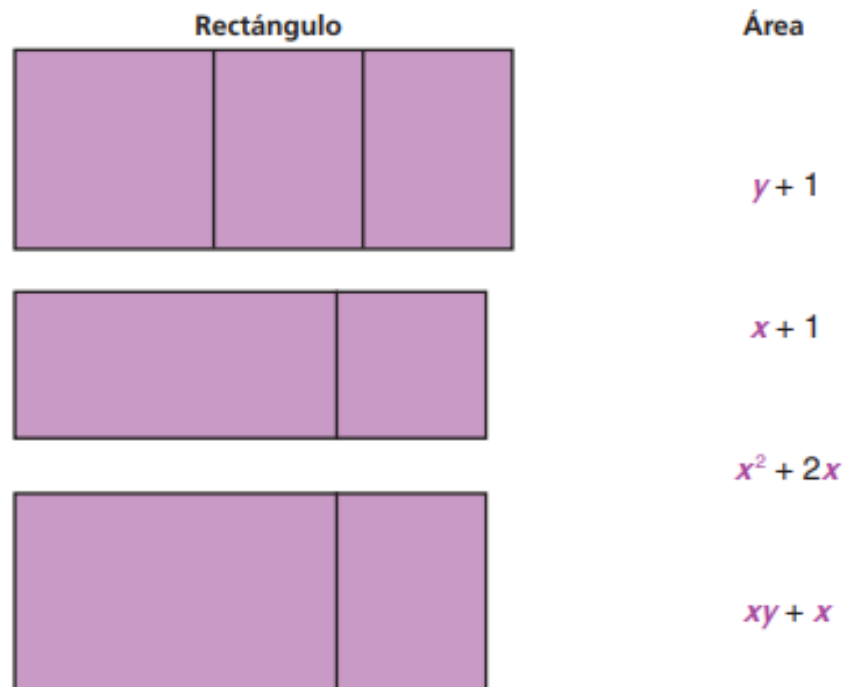 Rectángulo Área
y + 1
x + 1
x² + 2x
xy + x